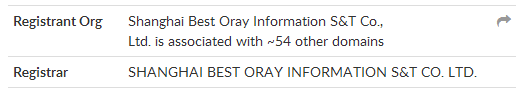 Registrant Org Shanghai Best Oray Information S&T Co.,
Ltd. is associated with ~54 other domains
Registrar SHANGHAI BEST ORAY INFORMATION S&T CO. LTD.